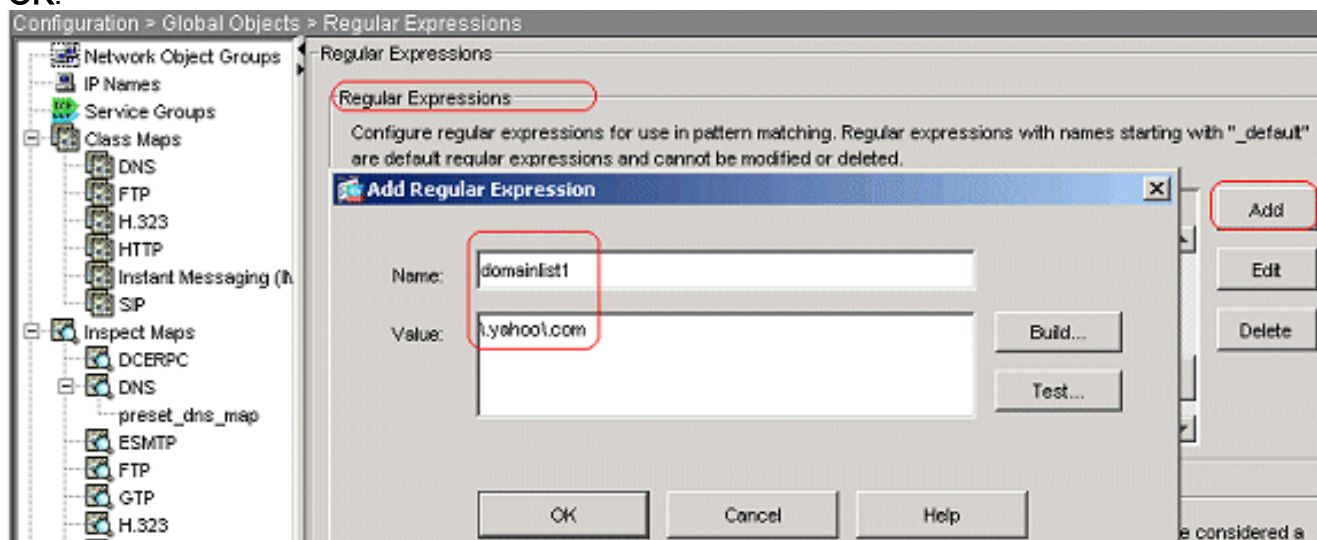 OK.
Configuration > Global Objects > Regular Expressions
Network Object Groups
IP Names
Service Groups
Class Maps
DNS
FTP
H.323
HTTP
Instant Messaging (IN
SIP
Inspect Maps
DCERPC
DNS
preset_dns_map
ESMTP
FTP
GTP
H.323
Regular Expressions
Regular Expressions
Configure regular expressions for use in pattern matching. Regular expressions with names starting with "_default"
are default regular expressions and cannot be modified or deleted.
Add Regular Expression
Name:
domainlist1
Value:
\.yahoo\.com
Build...
Test...
OK
Cancel
Help
Add
Edit
Delete
e considered a